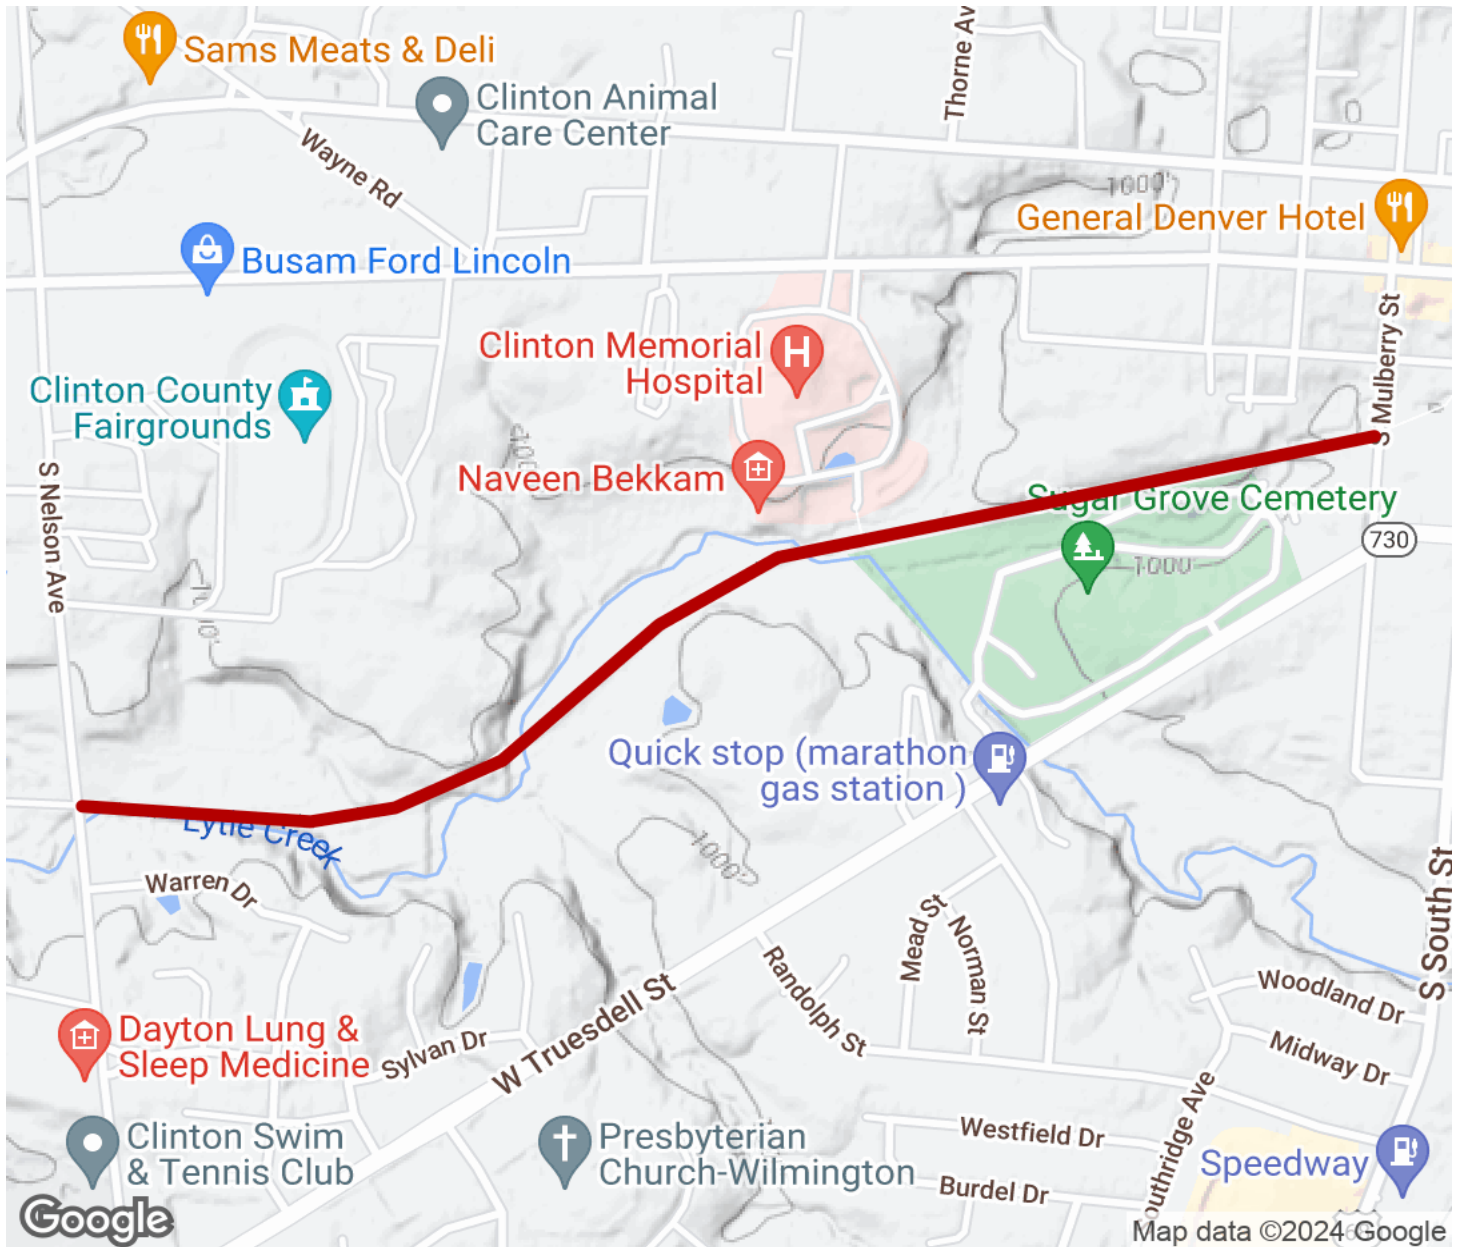 Sams Meats & Deli
Clinton Animal
Care Center
Thorne Av
Wayne Rd
1000'
General Denver Hotel
Busam Ford Lincoln
S Mulberry St
Clinton Memorial
Hospital
Clinton County
Fairgrounds
Naveen Bekkam
S Nelson Ave
Sugar Grove Cemetery
730
1000
Quick stop (marathon
gas station )
Lytle Creek
1000'
Warren Dr
S South St
Mead St
Norman St
Randolph St
Woodland Dr
W Truesdell St
Dayton Lung &
Sleep Medicine
Sylvan Dr
Midway Dr
Clinton Swim
& Tennis Club
Presbyterian
Church-Wilmington
Westfield Dr
outhridge Ave
Speedway
Burdel Dr
Google
Map data ©2024 Google